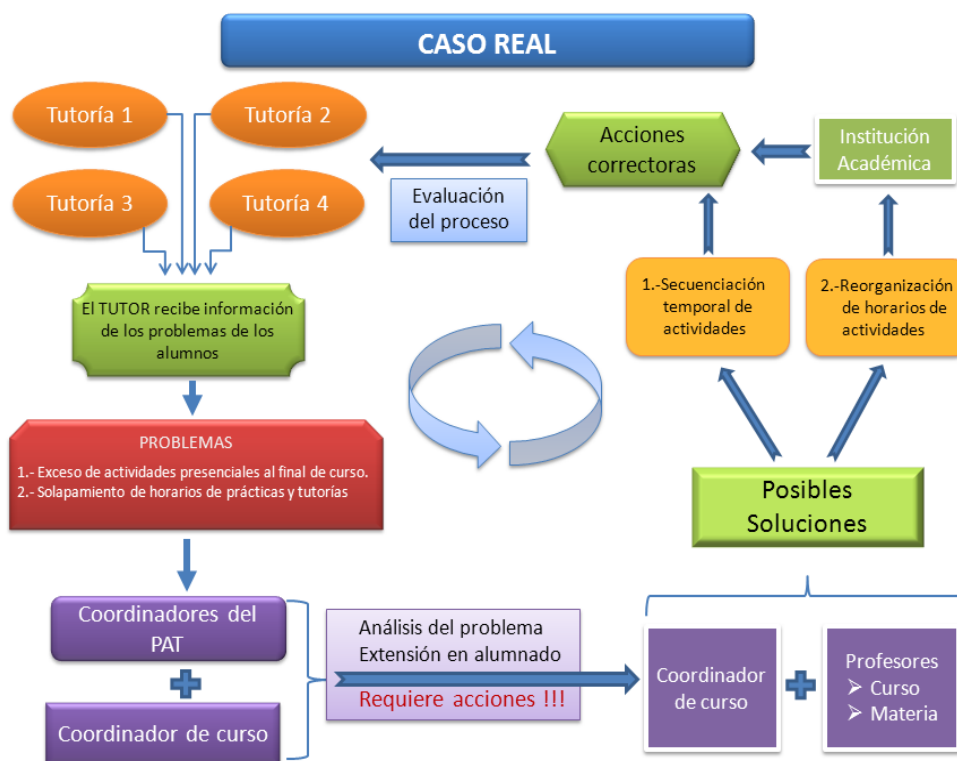 CASO REAL
Tutoría 1
Tutoría 2
Tutoría 3
Tutoría 4
El TUTOR recibe información
de los problemas de los
alumnos
PROBLEMAS
1.- Exceso de actividades presenciales al final de curso.
2.- Solapamiento de horarios de prácticas y tutorías
Coordinadores del
PAT
Coordinador de curso
Análisis del problema
Extensión en alumnado
Requiere acciones !!!
Coordinador
de curso
Profesores
➢ Curso
➢ Materia
Posibles
Soluciones
1.-Secuenciación
temporal de
actividades
2.-Reorganización
de horarios de
actividades
Institución
Académica
Acciones
correctoras
Evaluación
del proceso